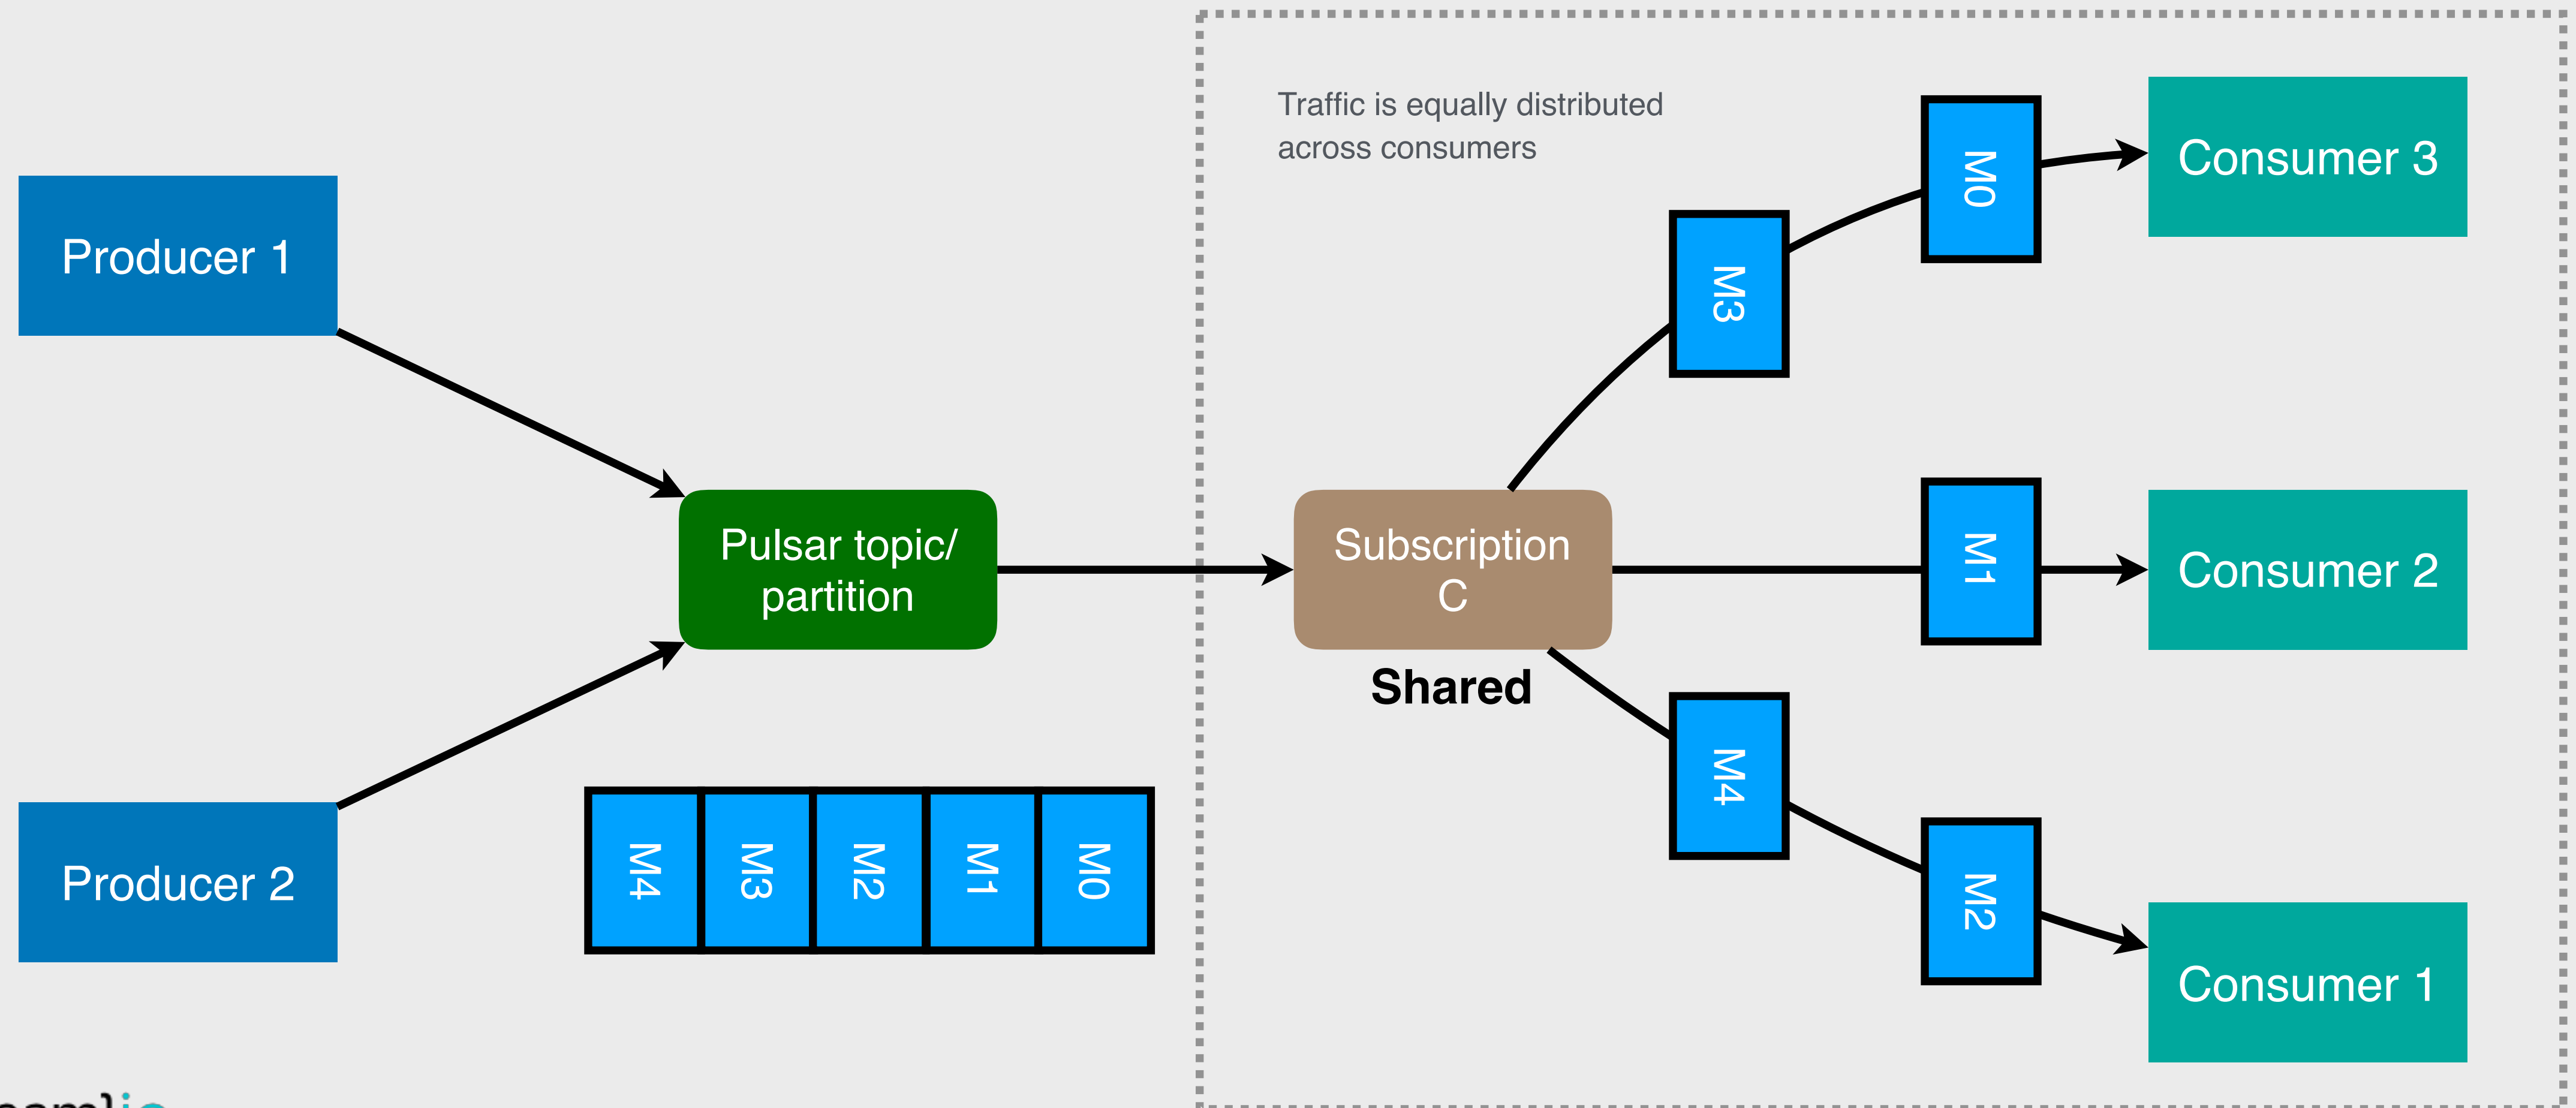 Traffic is equally distributed
across consumers
Producer 1
Producer 2
Pulsar topic/
partition
M4
M3
M2
M1
M0
Subscription
C
Shared
M3
M0
Consumer 3
M1
Consumer 2
M4
M2
Consumer 1